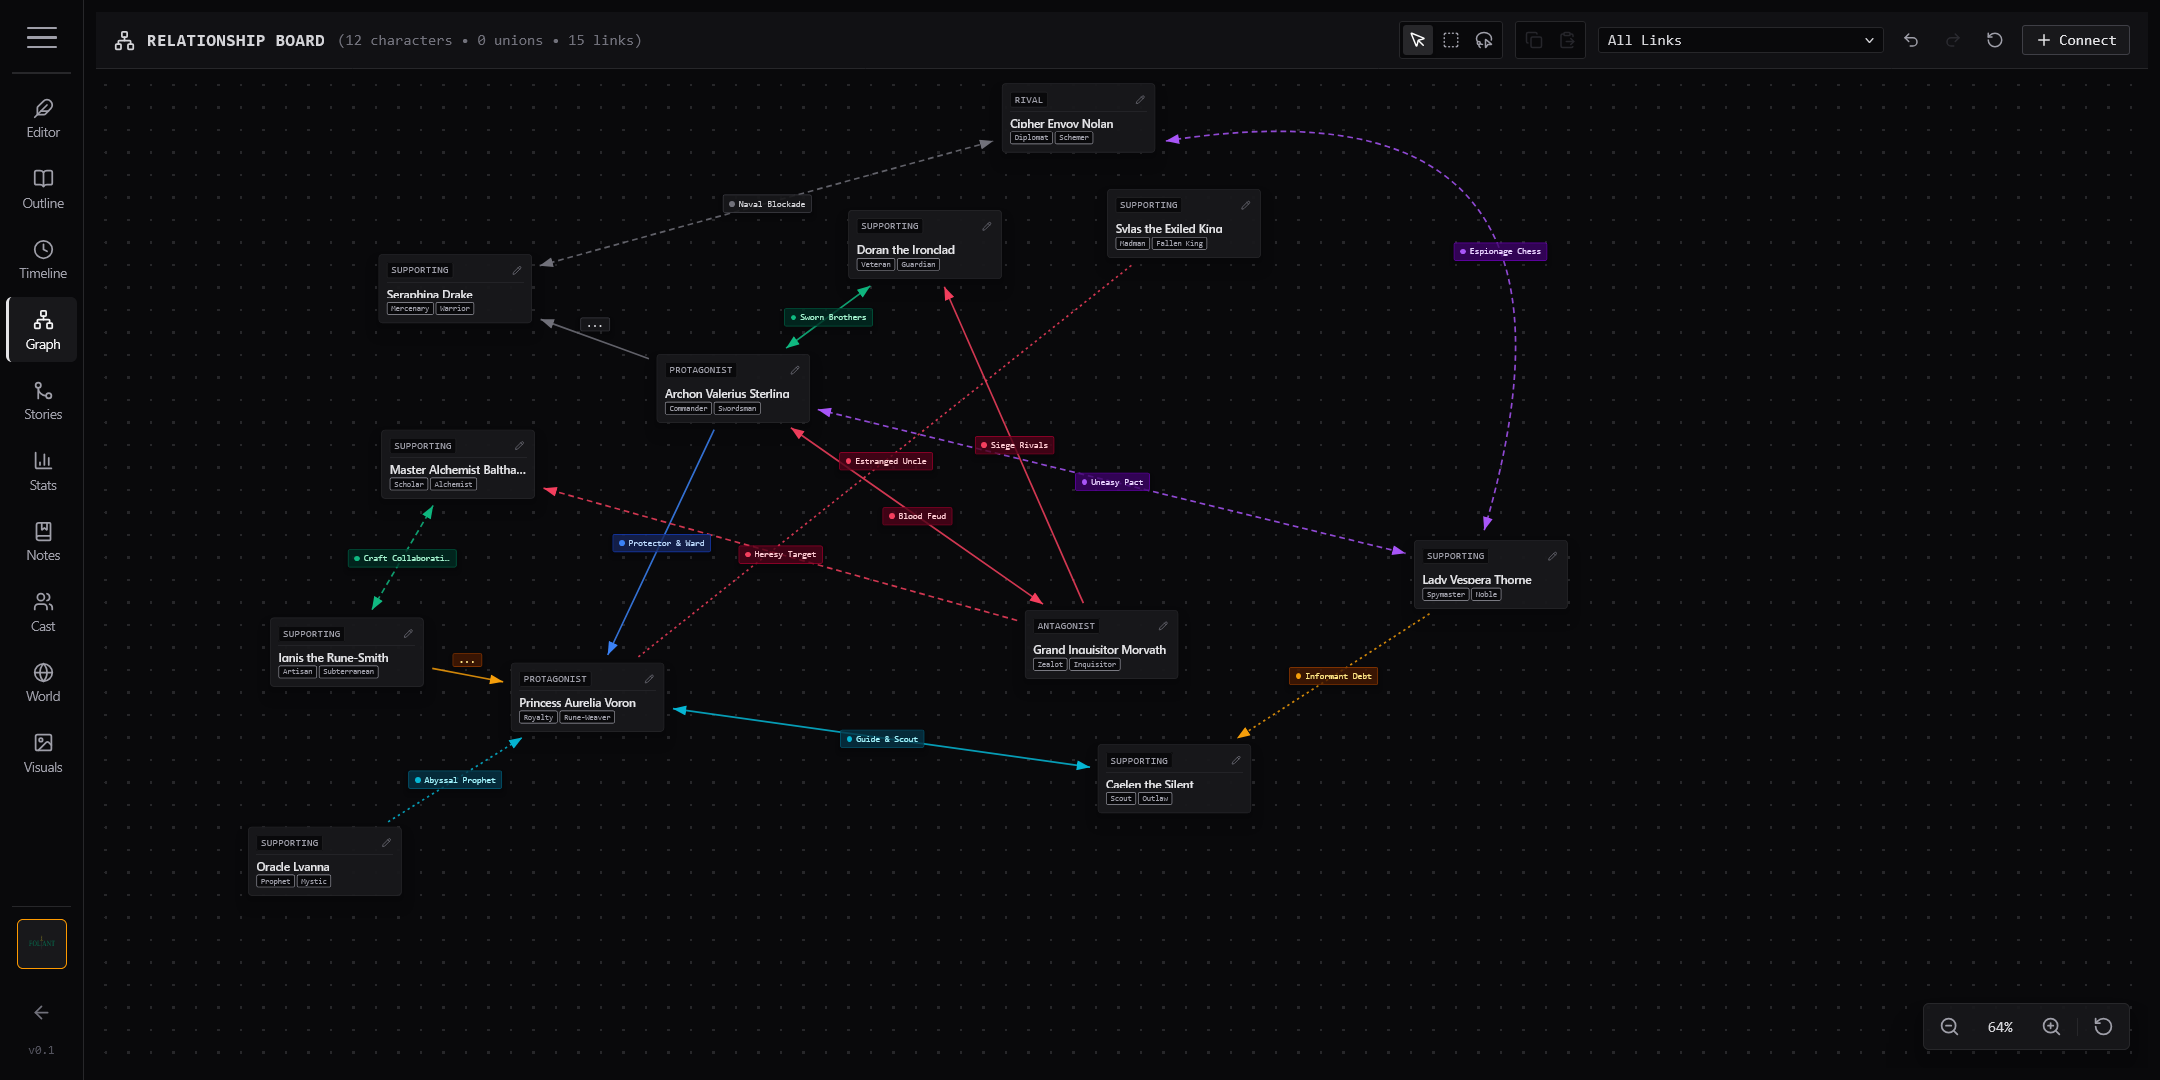 RELATIONSHIP BOARD (12 characters • 0 unions • 15 links)
All Links
Connect
Editor
Outline
Timeline
Graph
Stories
Stats
Notes
Cast
World
Visuals
v0.1
RIVAL
Cipher Envoy Nolan
Diplomat Schemer
Naval Blockade
SUPPORTING
Sylas the Exiled King
Madman Fallen King
SUPPORTING
Doran the Ironclad
Veteran Guardian
Espionage Chess
SUPPORTING
Seraphina Drake
Mercenary Warrior
Sworn Brothers
...
PROTAGONIST
Archon Valerius Sterling
Commander Swordsman
SUPPORTING
Master Alchemist Baltha...
Scholar Alchemist
Siege Rivals
Estranged Uncle
Uneasy Pact
Blood Feud
Protector & Ward
Heresy Target
Craft Collaborati…
SUPPORTING
Lady Vespera Thorne
Spymaster Noble
SUPPORTING
Ignis the Rune-Smith
Artisan Subterranean
...
ANTAGONIST
Grand Inquisitor Morvath
Zealot Inquisitor
PROTAGONIST
Princess Aurelia Voron
Royalty Rune-Weaver
Informant Debt
Guide & Scout
SUPPORTING
Caelen the Silent
Scout Outlaw
Abyssal Prophet
SUPPORTING
Oracle Lyanna
Prophet Mystic
64%